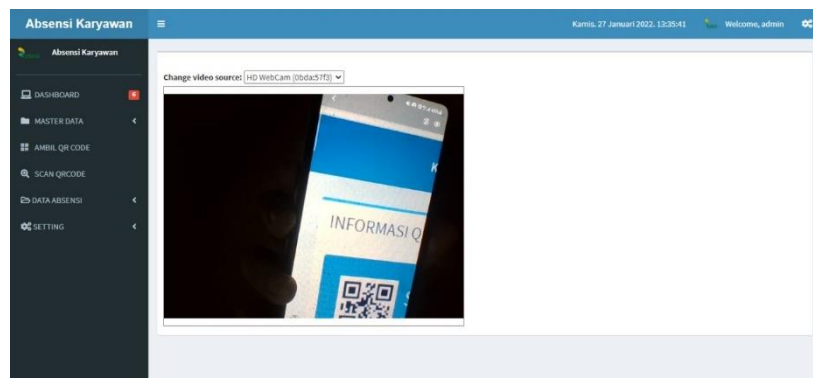 Absensi Karyawan
Kamis. 27 Januari 2022. 13:35:41
Welcome, admin
Absensi Karyawan
DASHBOARD
MASTER DATA
AMBIL QR CODE
SCAN QRCODE
DATA ABSENSI
SETTING
Change video source: HD WebCam (0bda:57f3)
K
INFORMASI Q
S